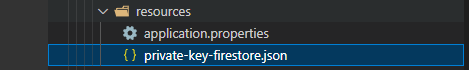 resources
application.properties
{} private-key-firestore.json